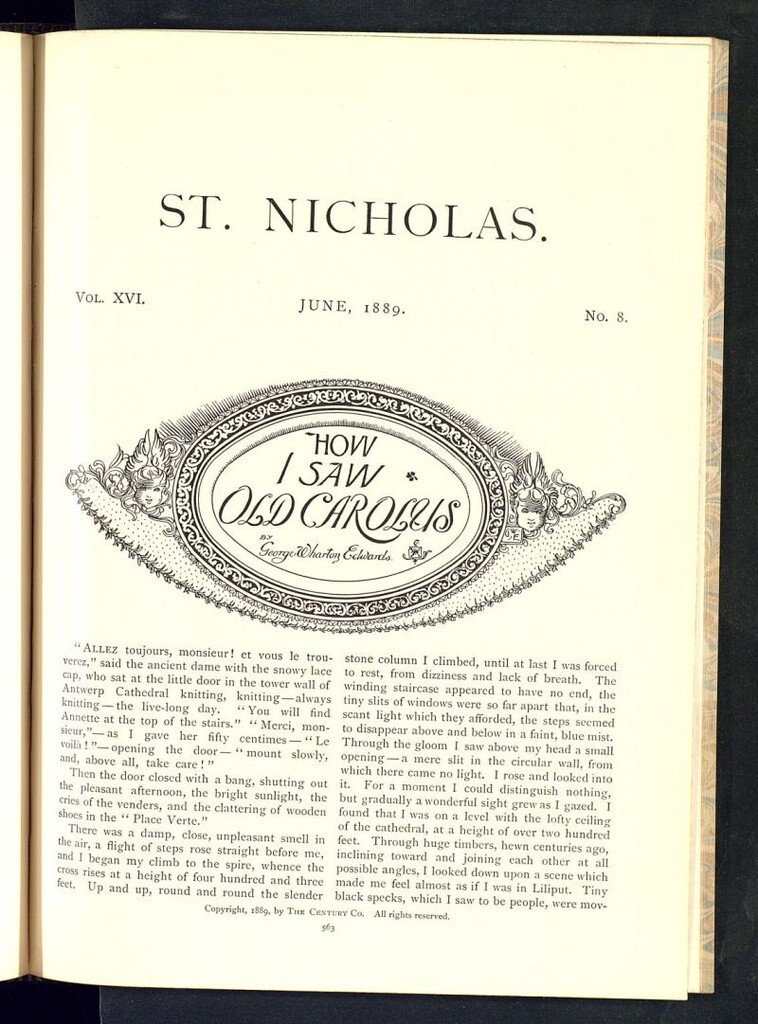 ST. NICHOLAS.
VOL. XVI.
JUNE, 1889.
No. 8.
HOW
I SAW
OLD CAROLUS
BY
George Wharton Edwards.
"ALLEZ toujours, monsieur! et vous le trou-
verez," said the ancient dame with the snowy lace
cap, who sat at the little door in the tower wall of
Antwerp Cathedral knitting, knitting—always
knitting—the live-long day. "You will find
Annette at the top of the stairs." "Merci, mon-
sieur,"—as I gave her fifty centimes—"Le
voilà!"—opening the door—"mount slowly,
and, above all, take care!"
Then the door closed with a bang, shutting out
the pleasant afternoon, the bright sunlight, the
cries of the venders, and the clattering of wooden
shoes in the "Place Verte."
There was a damp, close, unpleasant smell in
the air, a flight of steps rose straight before me,
and I began my climb to the spire, whence the
cross rises at a height of four hundred and three
feet. Up and up, round and round the slender
stone column I climbed, until at last I was forced
to rest, from dizziness and lack of breath. The
winding staircase appeared to have no end, the
tiny slits of windows were so far apart that, in the
scant light which they afforded, the steps seemed
to disappear above and below in a faint, blue mist.
Through the gloom I saw above my head a small
opening—a mere slit in the circular wall, from
which there came no light. I rose and looked into
it. For a moment I could distinguish nothing,
but gradually a wonderful sight grew as I gazed. I
found that I was on a level with the lofty ceiling
of the cathedral, at a height of over two hundred
feet. Through huge timbers, hewn centuries ago,
inclining toward and joining each other at all
possible angles, I looked down upon a scene which
made me feel almost as if I was in Liliput. Tiny
black specks, which I saw to be people, were mov-
Copyright, 1889, by THE CENTURY CO. All rights reserved.
563